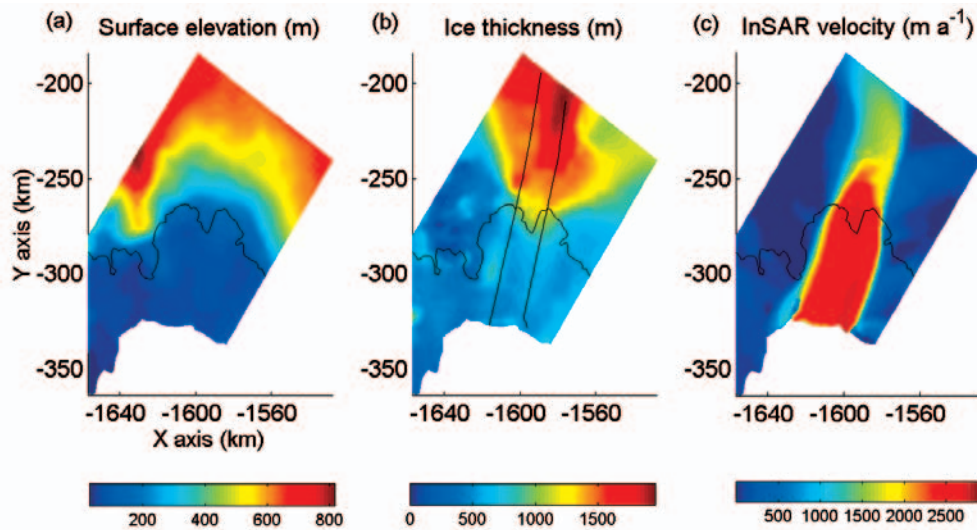 (a) Surface elevation (m)
(b) Ice thickness (m)
(c) InSAR velocity (m a⁻¹)
Y axis (km)
-200
-250
-300
-350
-200
-250
-300
-350
-200
-250
-300
-350
-1640 -1600 -1560
-1640 -1600 -1560
-1640 -1600 -1560
X axis (km)
200 400 600 800
0 500 1000 1500
500 1500 2000 2500